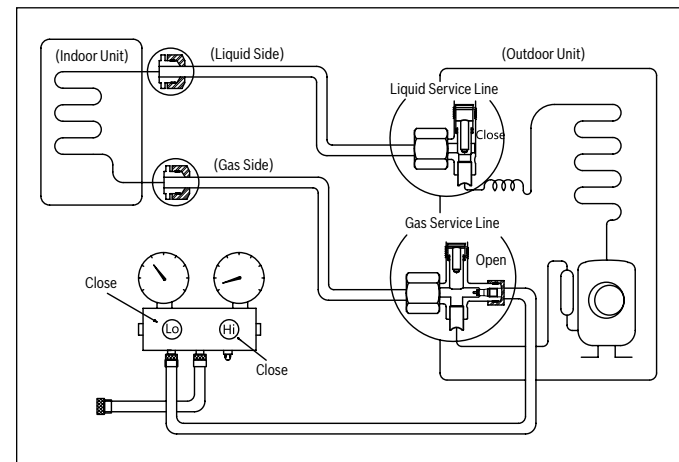 (Indoor Unit)
(Liquid Side)
(Outdoor Unit)
Liquid Service Line
Close
(Gas Side)
Gas Service Line
Open
Close
Lo
Hi
Close